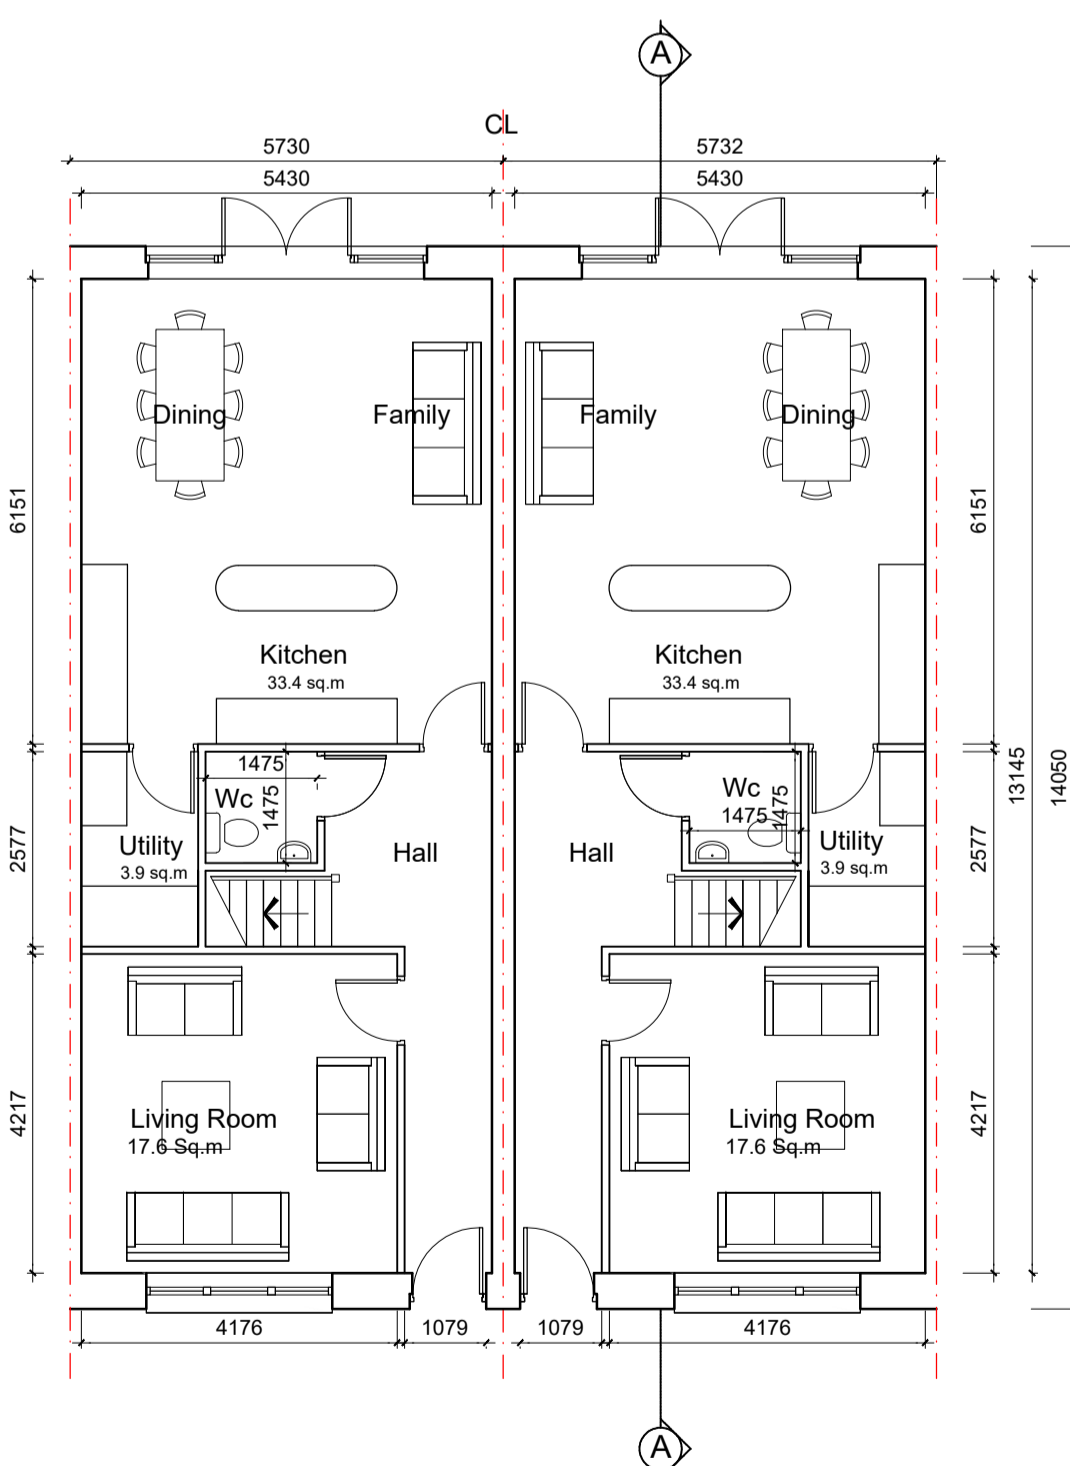 A
CL
5730
5732
5430
5430
Dining
Family
Family
Dining
6151
6151
Kitchen
33.4 sq.m
Kitchen
33.4 sq.m
1475
Wc
1475
Wc
1475
1475
13145
14050
2577
Utility
3.9 sq.m
Hall
Hall
Utility
3.9 sq.m
2577
4217
Living Room
17.6 Sq.m
Living Room
17.6 Sq.m
4217
4176
1079
1079
4176
A